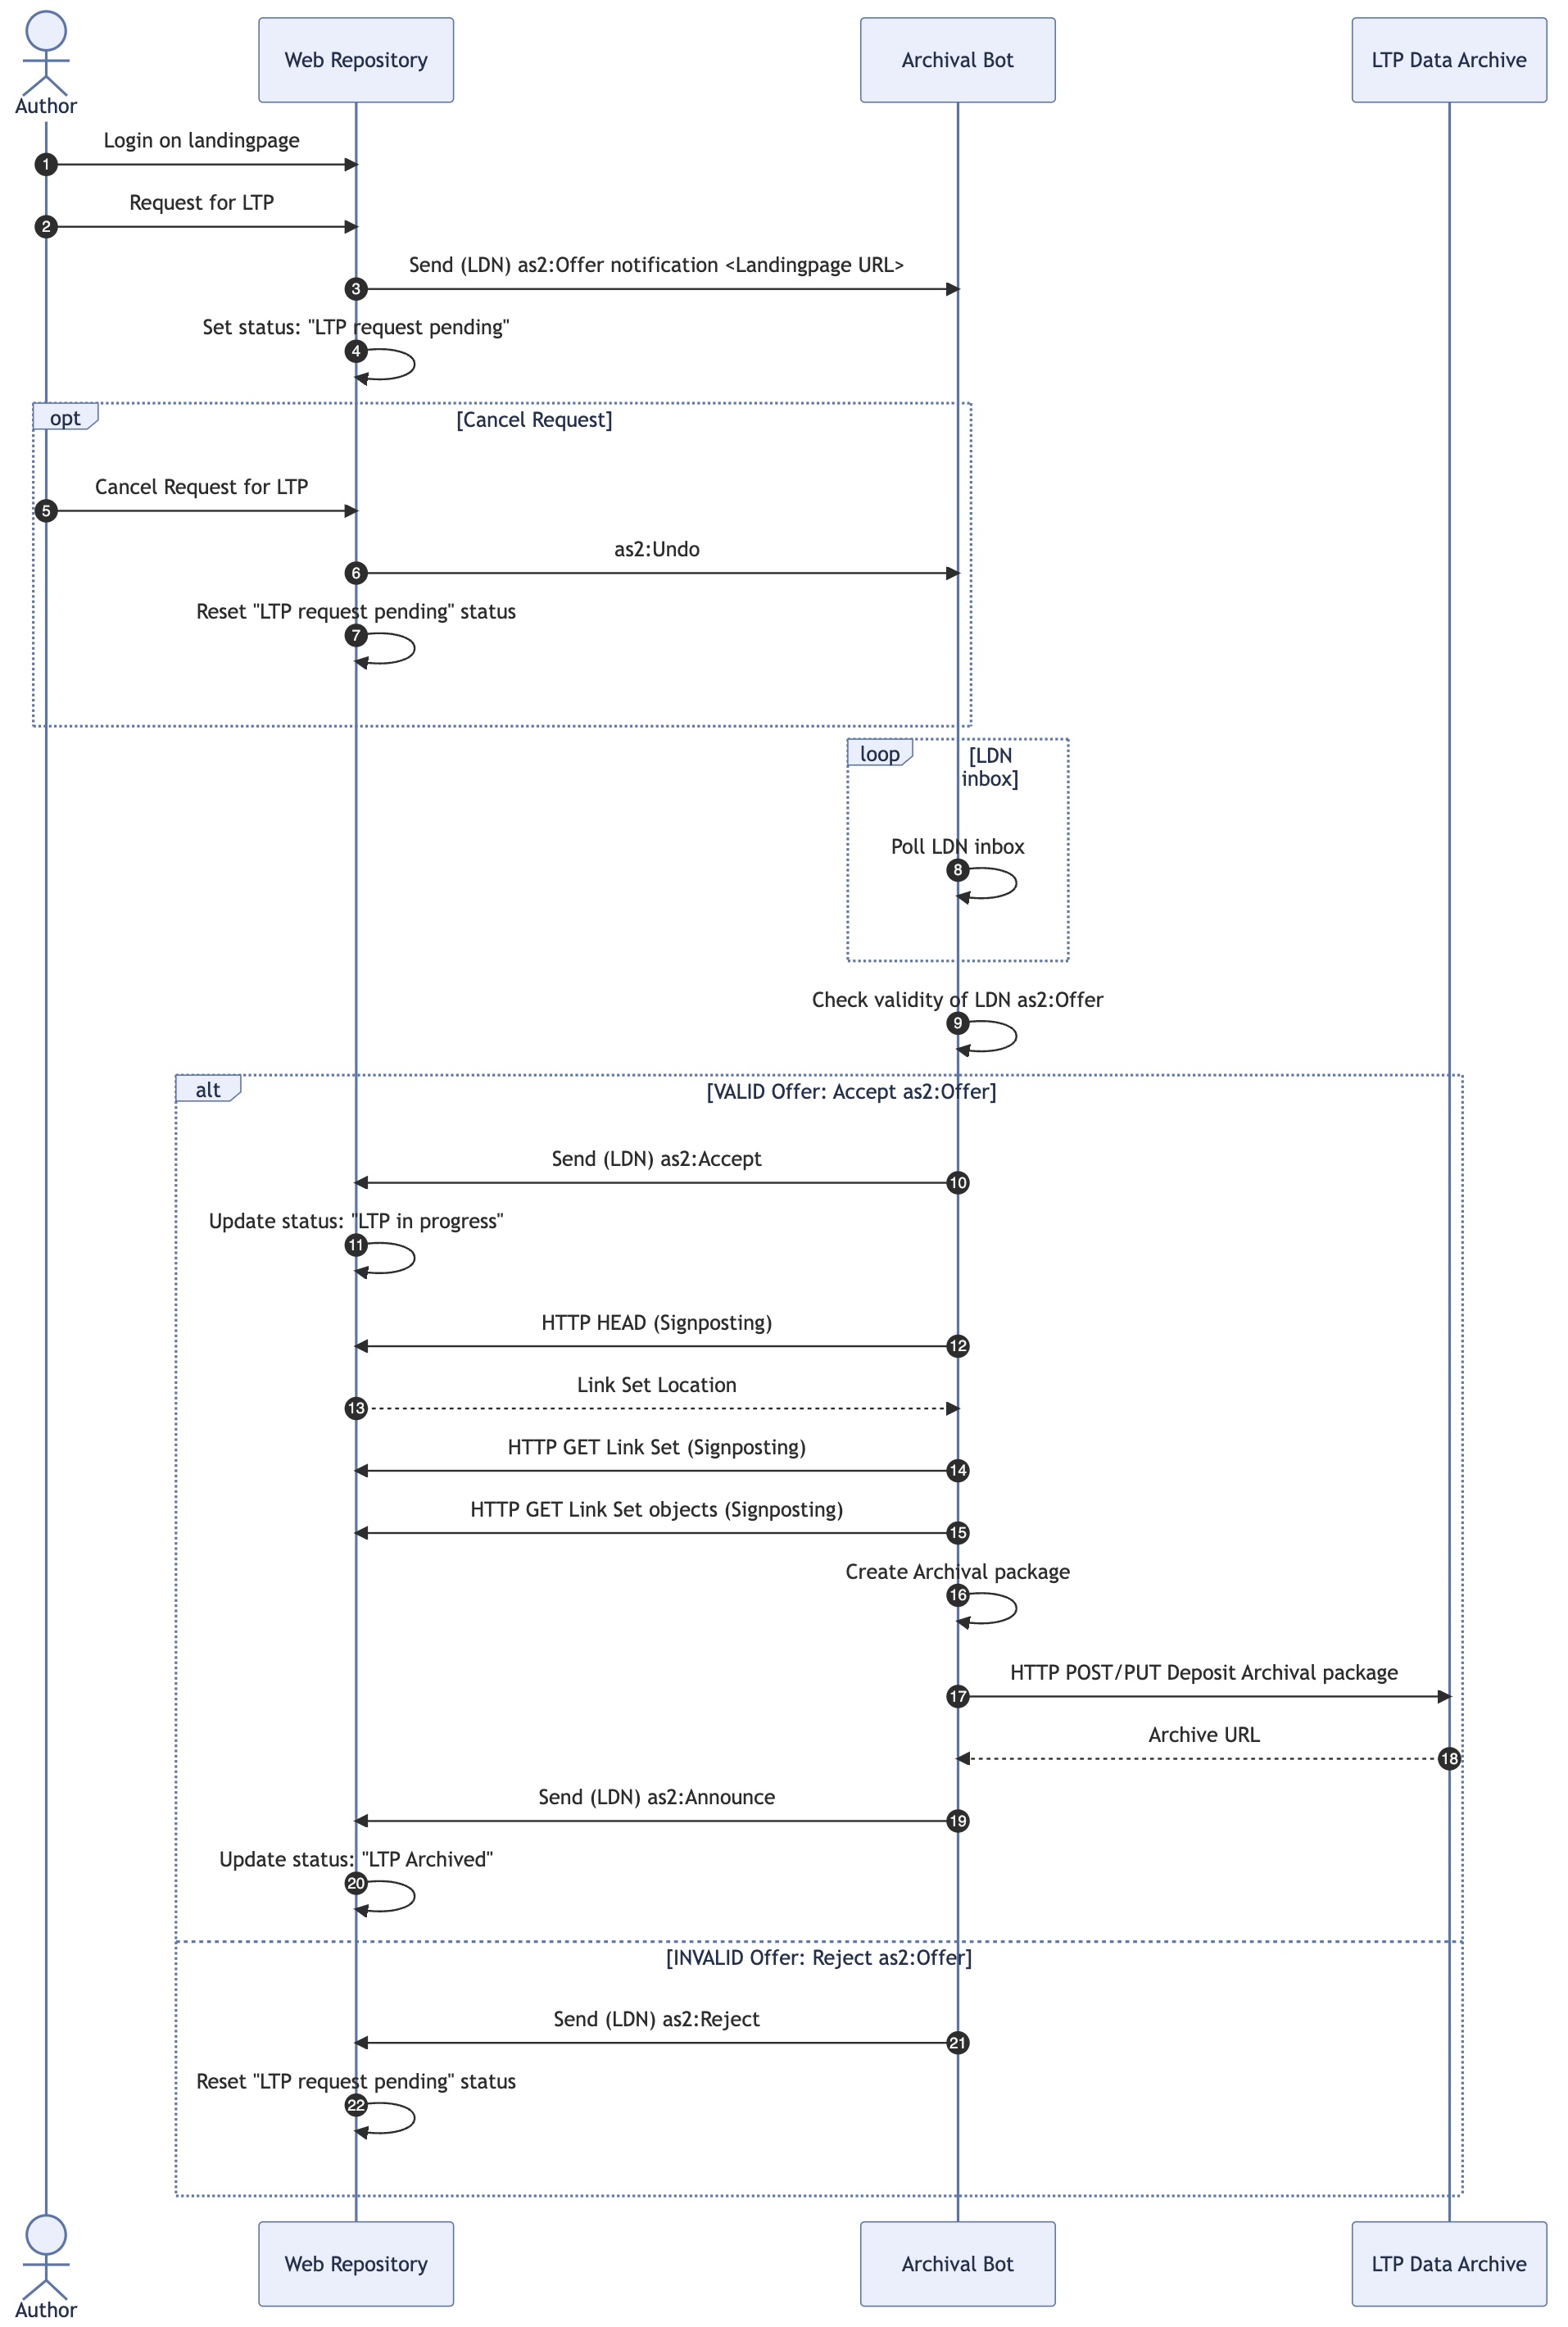 Web Repository
Archival Bot
LTP Data Archive
Author
Login on landingpage
1
Request for LTP
2
Send (LDN) as2:Offer notification <Landingpage URL>
3
Set status: "LTP request pending"
4
opt
[Cancel Request]
Cancel Request for LTP
5
as2:Undo
6
Reset "LTP request pending" status
7
loop
[LDN
inbox]
Poll LDN inbox
8
Check validity of LDN as2:Offer
9
alt
[VALID Offer: Accept as2:Offer]
Send (LDN) as2:Accept
10
Update status: "LTP in progress"
11
HTTP HEAD (Signposting)
12
Link Set Location
13
HTTP GET Link Set (Signposting)
14
HTTP GET Link Set objects (Signposting)
15
Create Archival package
16
HTTP POST/PUT Deposit Archival package
17
Archive URL
18
Send (LDN) as2:Announce
19
Update status: "LTP Archived"
20
[INVALID Offer: Reject as2:Offer]
Send (LDN) as2:Reject
21
Reset "LTP request pending" status
22
Web Repository
Archival Bot
LTP Data Archive
Author